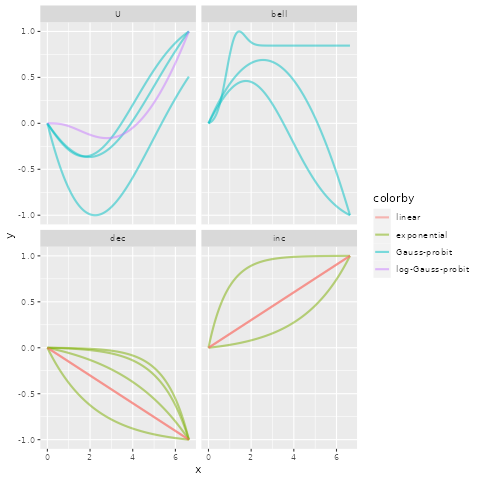 U bell
1.0
0.5
0.0
-0.5
-1.0
dec inc
1.0
0.5
0.0
-0.5
-1.0
0 2 4 6 0 2 4 6
x
y
colorby
linear
exponential
Gauss-probit
log-Gauss-probit